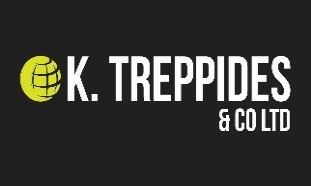 K. TREPPIDES
& CO LTD